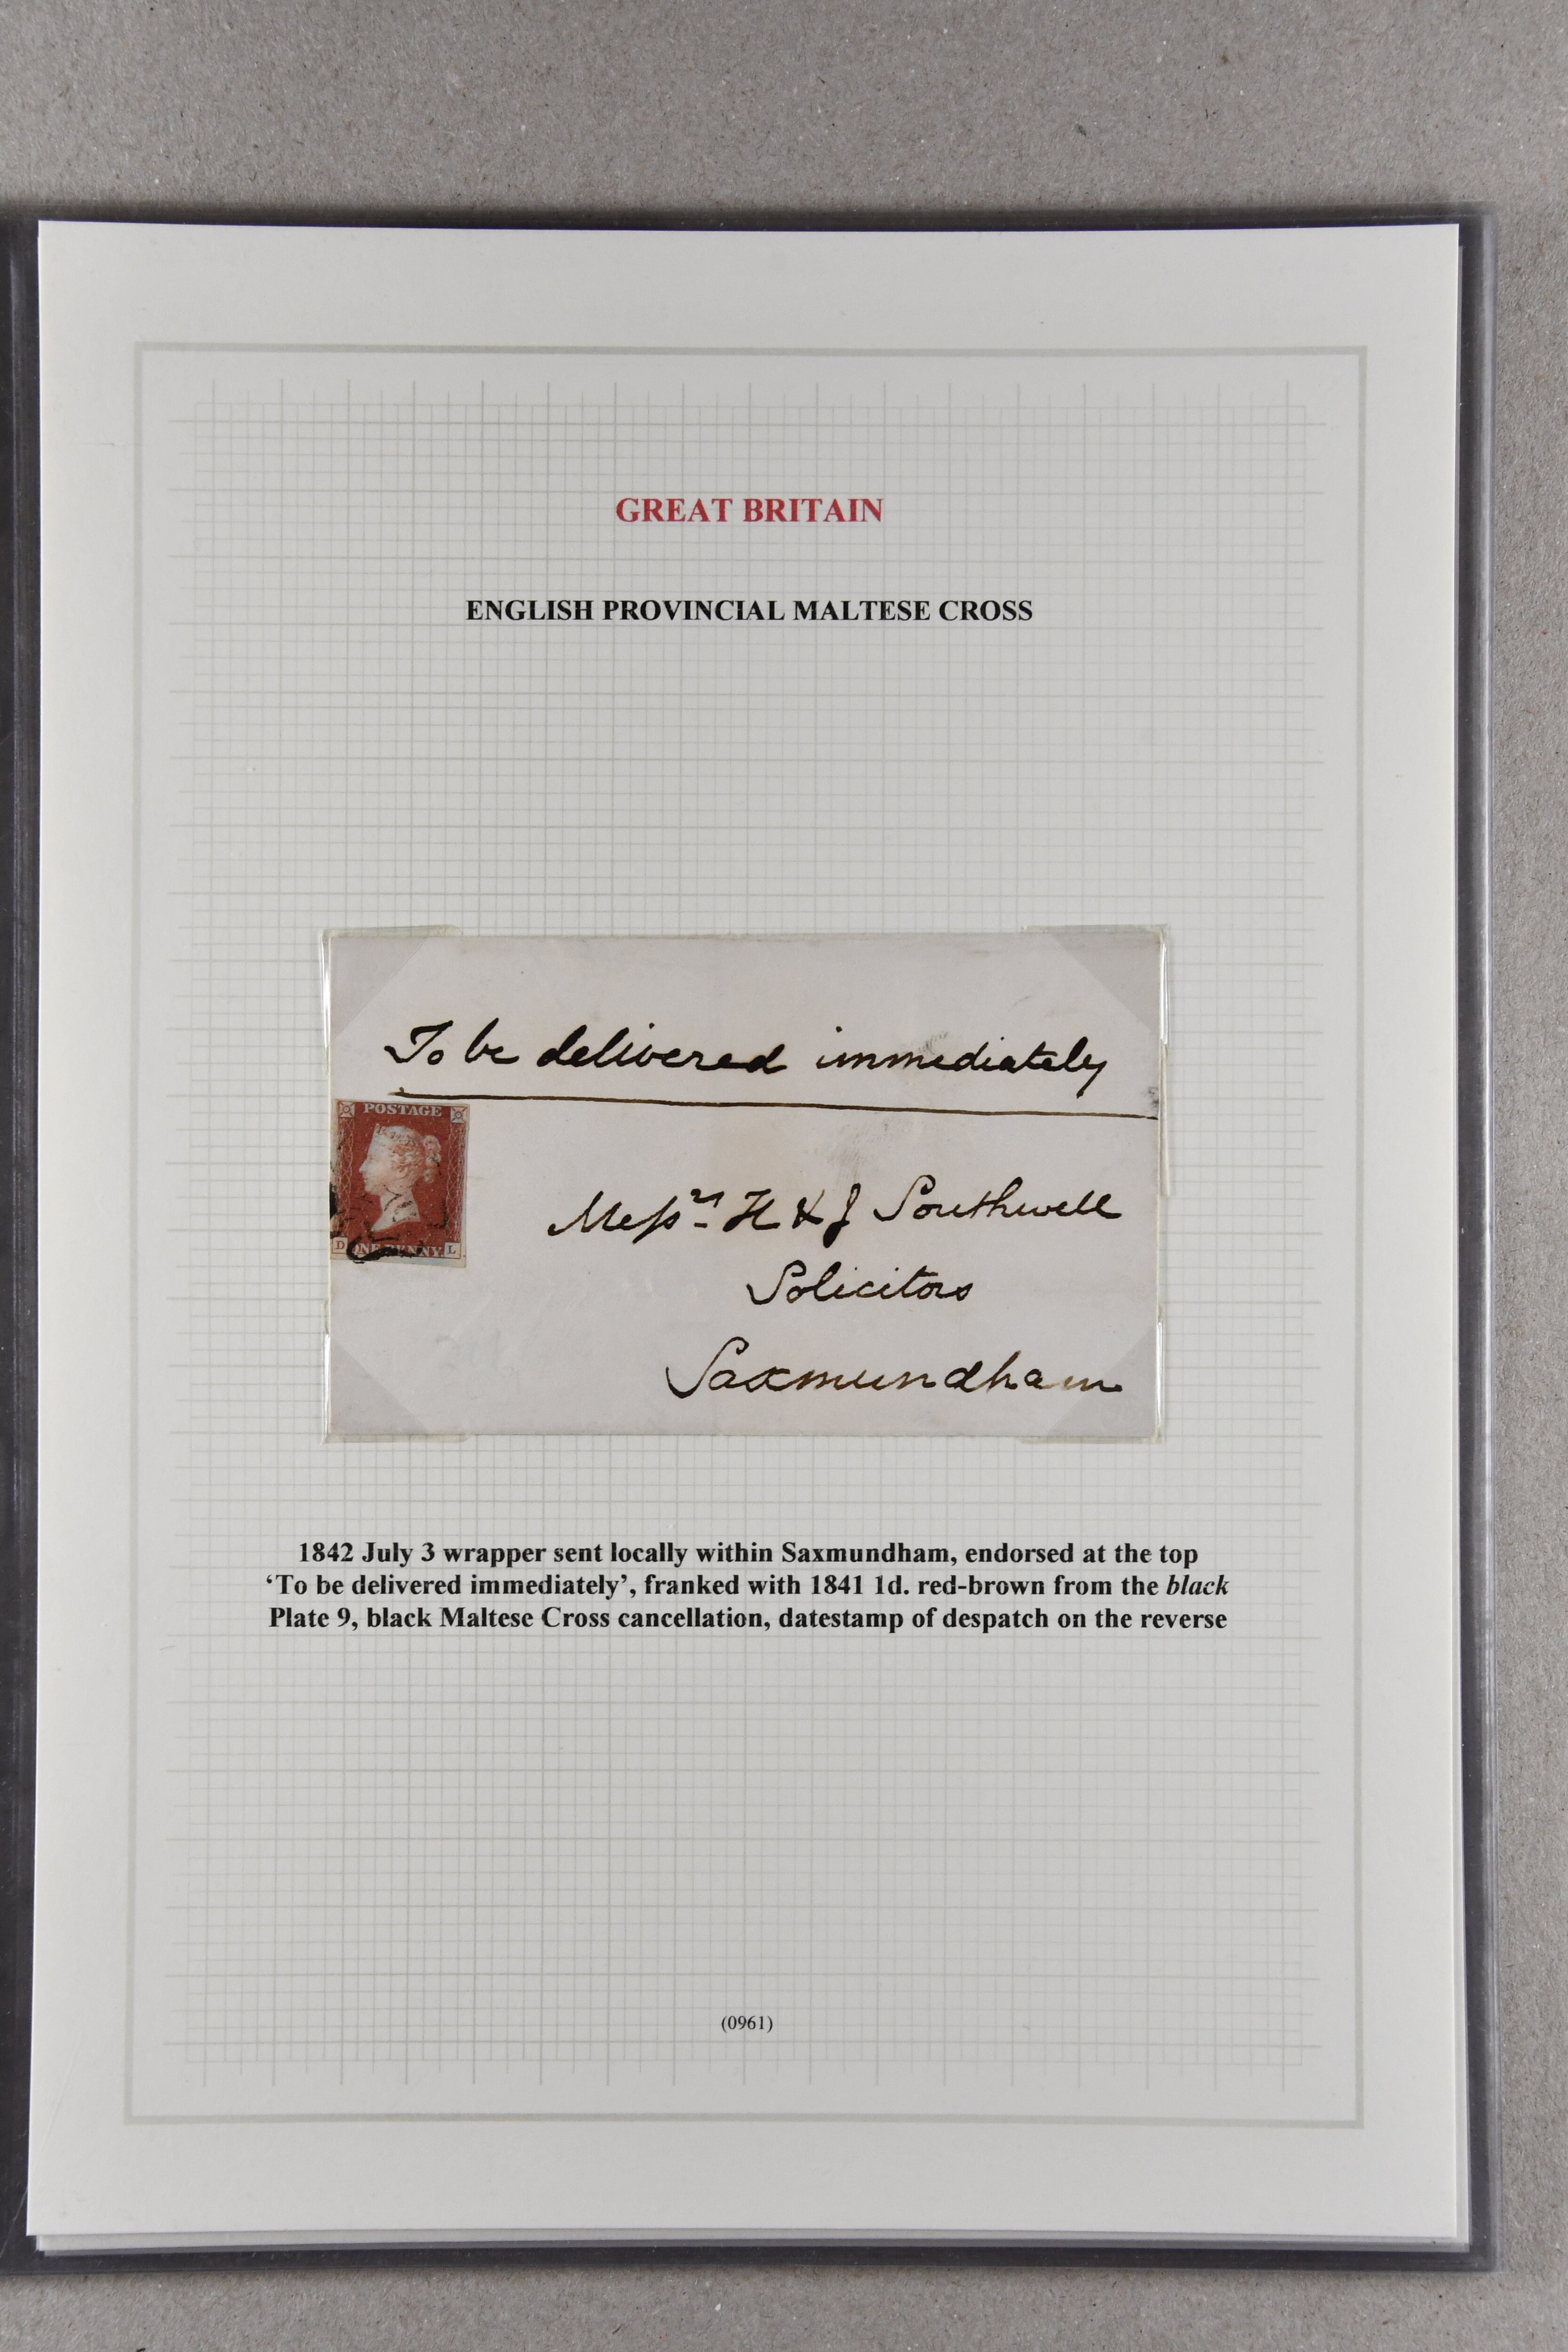 GREAT BRITAIN
ENGLISH PROVINCIAL MALTESE CROSS
To be delivered immediately
POSTAGE
D ONE PENNY L
Messrs H & J Southwell
Solicitors
Saxmundham
1842 July 3 wrapper sent locally within Saxmundham, endorsed at the top
‘To be delivered immediately’, franked with 1841 1d. red-brown from the black
Plate 9, black Maltese Cross cancellation, datestamp of despatch on the reverse
(0961)